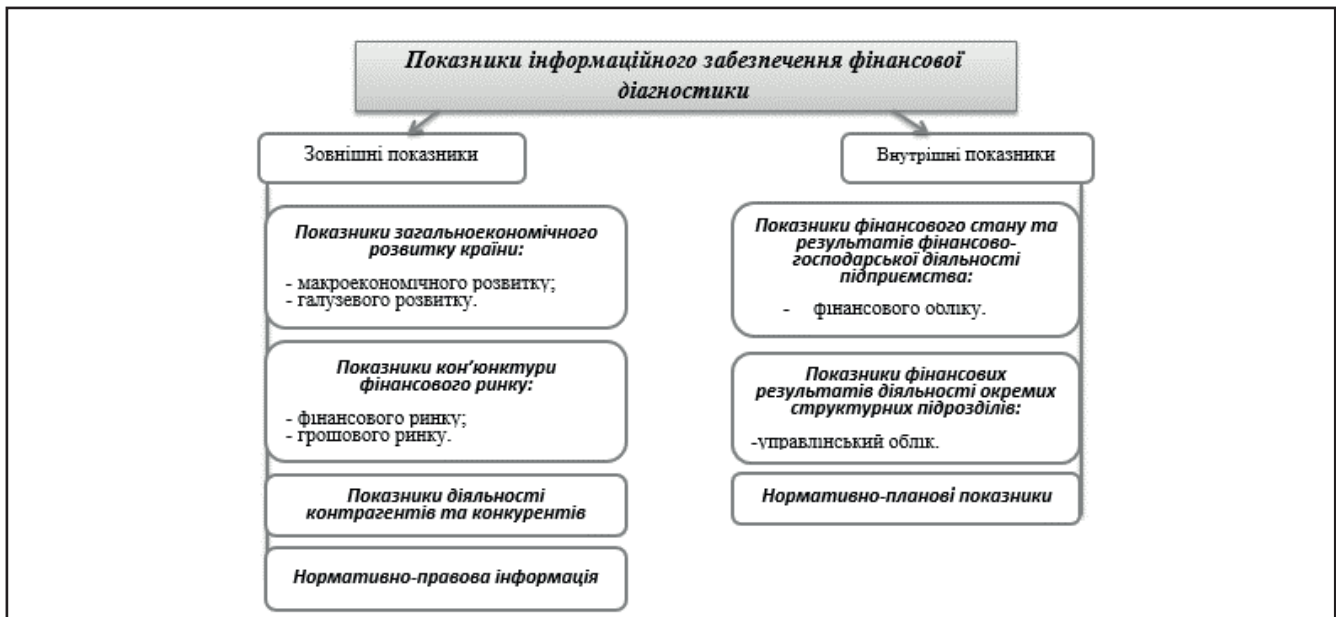 Показники інформаційного забезпечення фінансової
діагностики
Зовнішні показники
Показники загальноекономічного
розвитку країни:
- макроекономічного розвитку;
- галузевого розвитку.
Показники кон’юнктури
фінансового ринку:
- фінансового ринку;
- грошового ринку.
Показники діяльності
контрагентів та конкурентів
Нормативно-правова інформація
Внутрішні показники
Показники фінансового стану та
результатів фінансово-
господарської діяльності
підприємства:
- фінансового обліку.
Показники фінансових
результатів діяльності окремих
структурних підрозділів:
-управлінський облік.
Нормативно-планові показники